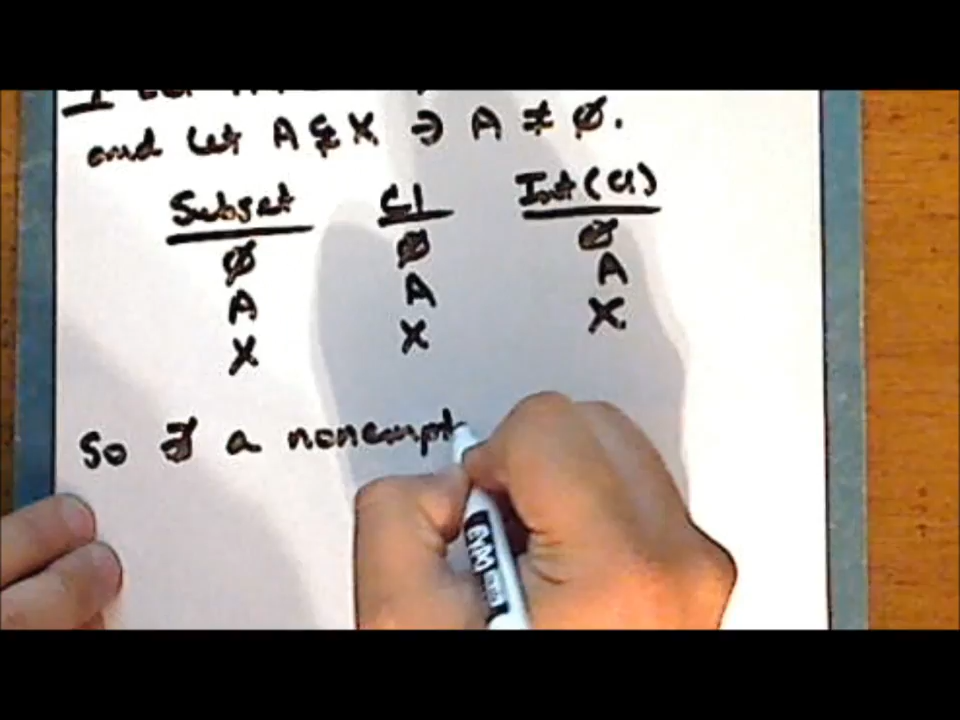 and Let A ⊊ X ∋ A ≠ ∅.
Subset Cl Int(Cl)
∅ ∅ ∅
A A A
X X X
So ∄ a nonempt